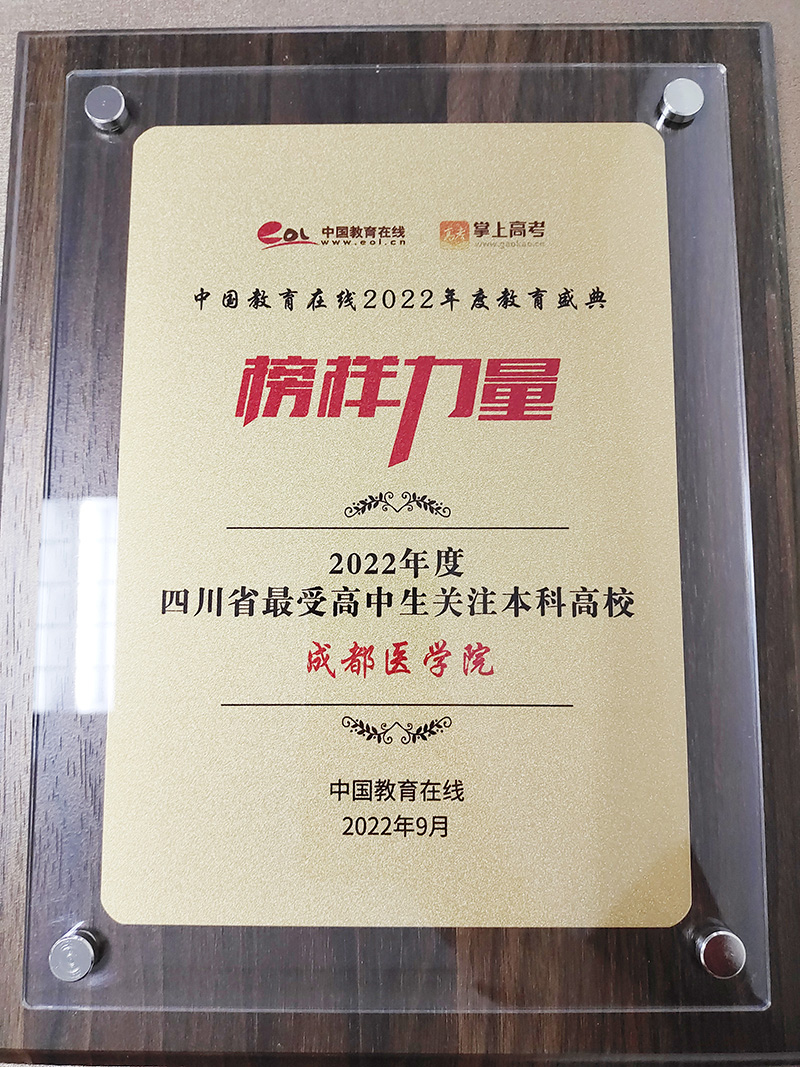 eol 中国教育在线 高考 掌上高考
www.eol.cn www.gaokao.cn
中国教育在线2022年度教育盛典
榜样力量
2022年度
四川省最受高中生关注本科高校
成都医学院
中国教育在线
2022年9月